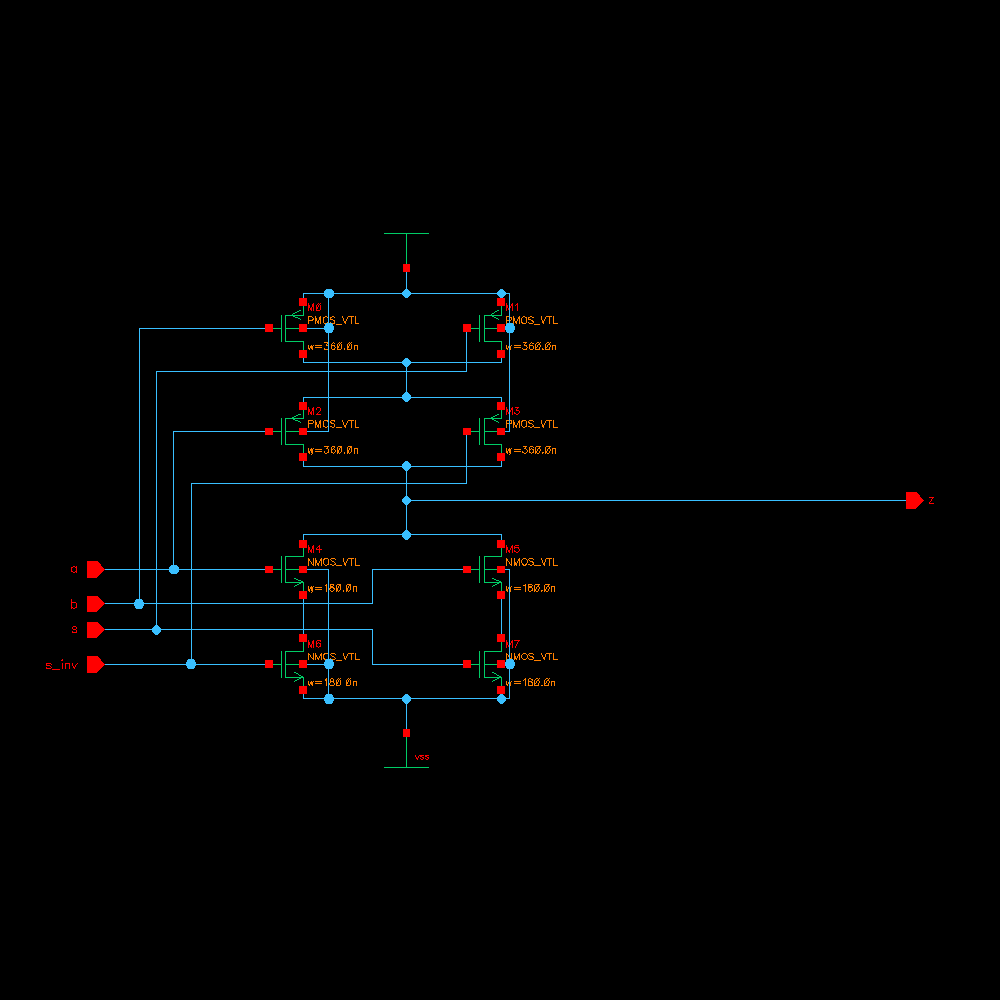 M0
PMOS_VTL
w=360.0n
M1
PMOS_VTL
w=360.0n
M2
PMOS_VTL
w=360.0n
M3
PMOS_VTL
w=360.0n
z
M4
NMOS_VTL
w=180.0n
M5
NMOS_VTL
w=180.0n
a
b
s
s_inv
M6
NMOS_VTL
w=180.0n
M7
NMOS_VTL
w=180.0n
vss